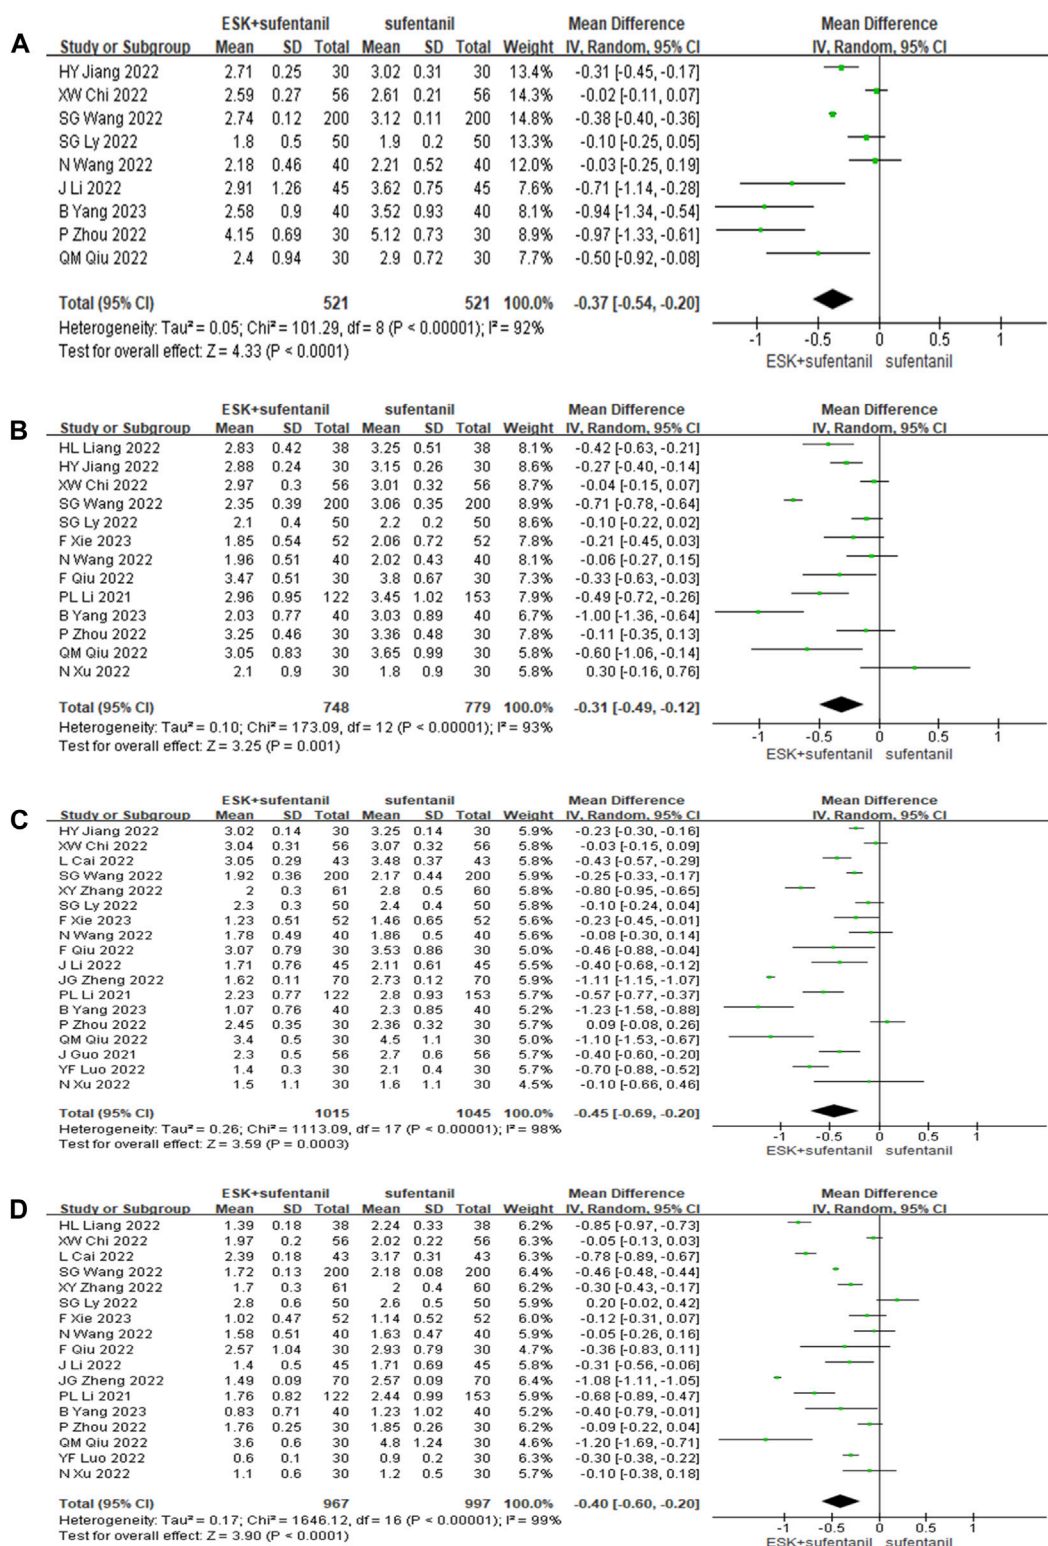 A
ESK+sufentanil sufentanil Mean Difference Mean Difference
Study or Subgroup Mean SD Total Mean SD Total Weight IV, Random, 95% CI IV, Random, 95% CI
HY Jiang 2022 2.71 0.25 30 3.02 0.31 30 13.4% -0.31 [-0.45, -0.17]
XW Chi 2022 2.59 0.27 56 2.61 0.21 56 14.3% -0.02 [-0.11, 0.07]
SG Wang 2022 2.74 0.12 200 3.12 0.11 200 14.8% -0.38 [-0.40, -0.36]
SG Ly 2022 1.8 0.5 50 1.9 0.2 50 13.3% -0.10 [-0.25, 0.05]
N Wang 2022 2.18 0.46 40 2.21 0.52 40 12.0% -0.03 [-0.25, 0.19]
J Li 2022 2.91 1.26 45 3.62 0.75 45 7.6% -0.71 [-1.14, -0.28]
B Yang 2023 2.58 0.9 40 3.52 0.93 40 8.1% -0.94 [-1.34, -0.54]
P Zhou 2022 4.15 0.69 30 5.12 0.73 30 8.9% -0.97 [-1.33, -0.61]
QM Qiu 2022 2.4 0.94 30 2.9 0.72 30 7.7% -0.50 [-0.92, -0.08]
Total (95% CI) 521 521 100.0% -0.37 [-0.54, -0.20]
Heterogeneity: Tau² = 0.05; Chi² = 101.29, df = 8 (P < 0.00001); I² = 92%
Test for overall effect: Z = 4.33 (P < 0.0001)
-1 -0.5 0 0.5 1
ESK+sufentanil sufentanil
B
ESK+sufentanil sufentanil Mean Difference Mean Difference
Study or Subgroup Mean SD Total Mean SD Total Weight IV, Random, 95% CI IV, Random, 95% CI
HL Liang 2022 2.83 0.42 38 3.25 0.51 38 8.1% -0.42 [-0.63, -0.21]
HY Jiang 2022 2.88 0.24 30 3.15 0.26 30 8.6% -0.27 [-0.40, -0.14]
XW Chi 2022 2.97 0.3 56 3.01 0.32 56 8.7% -0.04 [-0.15, 0.07]
SG Wang 2022 2.35 0.39 200 3.06 0.35 200 8.9% -0.71 [-0.78, -0.64]
SG Ly 2022 2.1 0.4 50 2.2 0.2 50 8.6% -0.10 [-0.22, 0.02]
F Xie 2023 1.85 0.54 52 2.06 0.72 52 7.8% -0.21 [-0.45, 0.03]
N Wang 2022 1.96 0.51 40 2.02 0.43 40 8.1% -0.06 [-0.27, 0.15]
F Qiu 2022 3.47 0.51 30 3.8 0.67 30 7.3% -0.33 [-0.63, -0.03]
PL Li 2021 2.96 0.95 122 3.45 1.02 153 7.9% -0.49 [-0.72, -0.26]
B Yang 2023 2.03 0.77 40 3.03 0.89 40 6.7% -1.00 [-1.36, -0.64]
P Zhou 2022 3.25 0.46 30 3.36 0.48 30 7.8% -0.11 [-0.35, 0.13]
QM Qiu 2022 3.05 0.83 30 3.65 0.99 30 5.8% -0.60 [-1.06, -0.14]
N Xu 2022 2.1 0.9 30 1.8 0.9 30 5.8% 0.30 [-0.16, 0.76]
Total (95% CI) 748 779 100.0% -0.31 [-0.49, -0.12]
Heterogeneity: Tau² = 0.10; Chi² = 173.09, df = 12 (P < 0.00001); I² = 93%
Test for overall effect: Z = 3.25 (P = 0.001)
-1 -0.5 0 0.5 1
ESK+sufentanil sufentanil
C
ESK+sufentanil sufentanil Mean Difference Mean Difference
Study or Subgroup Mean SD Total Mean SD Total Weight IV, Random, 95% CI IV, Random, 95% CI
HY Jiang 2022 3.02 0.14 30 3.25 0.14 30 5.9% -0.23 [-0.30, -0.16]
XW Chi 2022 3.04 0.31 56 3.07 0.32 56 5.8% -0.03 [-0.15, 0.09]
L Cai 2022 3.05 0.29 43 3.48 0.37 43 5.8% -0.43 [-0.57, -0.29]
SG Wang 2022 1.92 0.36 200 2.17 0.44 200 5.9% -0.25 [-0.33, -0.17]
XY Zhang 2022 2 0.3 61 2.8 0.5 60 5.8% -0.80 [-0.95, -0.65]
SG Ly 2022 2.3 0.3 50 2.4 0.4 50 5.8% -0.10 [-0.24, 0.04]
F Xie 2023 1.23 0.51 52 1.46 0.65 52 5.7% -0.23 [-0.45, -0.01]
N Wang 2022 1.78 0.49 40 1.86 0.5 40 5.7% -0.08 [-0.30, 0.14]
F Qiu 2022 3.07 0.79 30 3.53 0.86 30 5.0% -0.46 [-0.88, -0.04]
J Li 2022 1.71 0.76 45 2.11 0.61 45 5.5% -0.40 [-0.68, -0.12]
JG Zheng 2022 1.62 0.11 70 2.73 0.12 70 5.9% -1.11 [-1.15, -1.07]
PL Li 2021 2.23 0.77 122 2.8 0.93 153 5.7% -0.57 [-0.77, -0.37]
B Yang 2023 1.07 0.76 40 2.3 0.85 40 5.2% -1.23 [-1.58, -0.88]
P Zhou 2022 2.45 0.35 30 2.36 0.32 30 5.7% 0.09 [-0.08, 0.26]
QM Qiu 2022 3.4 0.5 30 4.5 1.1 30 5.0% -1.10 [-1.53, -0.67]
J Guo 2021 2.3 0.5 56 2.7 0.6 56 5.7% -0.40 [-0.60, -0.20]
YF Luo 2022 1.4 0.3 30 2.1 0.4 30 5.7% -0.70 [-0.88, -0.52]
N Xu 2022 1.5 1.1 30 1.6 1.1 30 4.5% -0.10 [-0.66, 0.46]
Total (95% CI) 1015 1045 100.0% -0.45 [-0.69, -0.20]
Heterogeneity: Tau² = 0.26; Chi² = 1113.09, df = 17 (P < 0.00001); I² = 98%
Test for overall effect: Z = 3.59 (P = 0.0003)
-1 -0.5 0 0.5 1
ESK+sufentanil sufentanil
D
ESK+sufentanil sufentanil Mean Difference Mean Difference
Study or Subgroup Mean SD Total Mean SD Total Weight IV, Random, 95% CI IV, Random, 95% CI
HL Liang 2022 1.39 0.18 38 2.24 0.33 38 6.2% -0.85 [-0.97, -0.73]
XW Chi 2022 1.97 0.2 56 2.02 0.22 56 6.3% -0.05 [-0.13, 0.03]
L Cai 2022 2.39 0.18 43 3.17 0.31 43 6.3% -0.78 [-0.89, -0.67]
SG Wang 2022 1.72 0.13 200 2.18 0.08 200 6.4% -0.46 [-0.48, -0.44]
XY Zhang 2022 1.7 0.3 61 2 0.4 60 6.2% -0.30 [-0.43, -0.17]
SG Ly 2022 2.8 0.6 50 2.6 0.5 50 5.9% 0.20 [-0.02, 0.42]
F Xie 2023 1.02 0.47 52 1.14 0.52 52 6.0% -0.12 [-0.31, 0.07]
N Wang 2022 1.58 0.51 40 1.63 0.47 40 5.9% -0.05 [-0.26, 0.16]
F Qiu 2022 2.57 1.04 30 2.93 0.79 30 4.7% -0.36 [-0.83, 0.11]
J Li 2022 1.4 0.5 45 1.71 0.69 45 5.8% -0.31 [-0.56, -0.06]
JG Zheng 2022 1.49 0.09 70 2.57 0.09 70 6.4% -1.08 [-1.11, -1.05]
PL Li 2021 1.76 0.82 122 2.44 0.99 153 5.9% -0.68 [-0.89, -0.47]
B Yang 2023 0.83 0.71 40 1.23 1.02 40 5.2% -0.40 [-0.79, -0.01]
P Zhou 2022 1.76 0.25 30 1.85 0.26 30 6.2% -0.09 [-0.22, 0.04]
QM Qiu 2022 3.6 0.6 30 4.8 1.24 30 4.6% -1.20 [-1.69, -0.71]
YF Luo 2022 0.6 0.1 30 0.9 0.2 30 6.3% -0.30 [-0.38, -0.22]
N Xu 2022 1.1 0.6 30 1.2 0.5 30 5.7% -0.10 [-0.38, 0.18]
Total (95% CI) 967 997 100.0% -0.40 [-0.60, -0.20]
Heterogeneity: Tau² = 0.17; Chi² = 1646.12, df = 16 (P < 0.00001); I² = 99%
Test for overall effect: Z = 3.90 (P < 0.0001)
-1 -0.5 0 0.5 1
ESK+sufentanil sufentanil